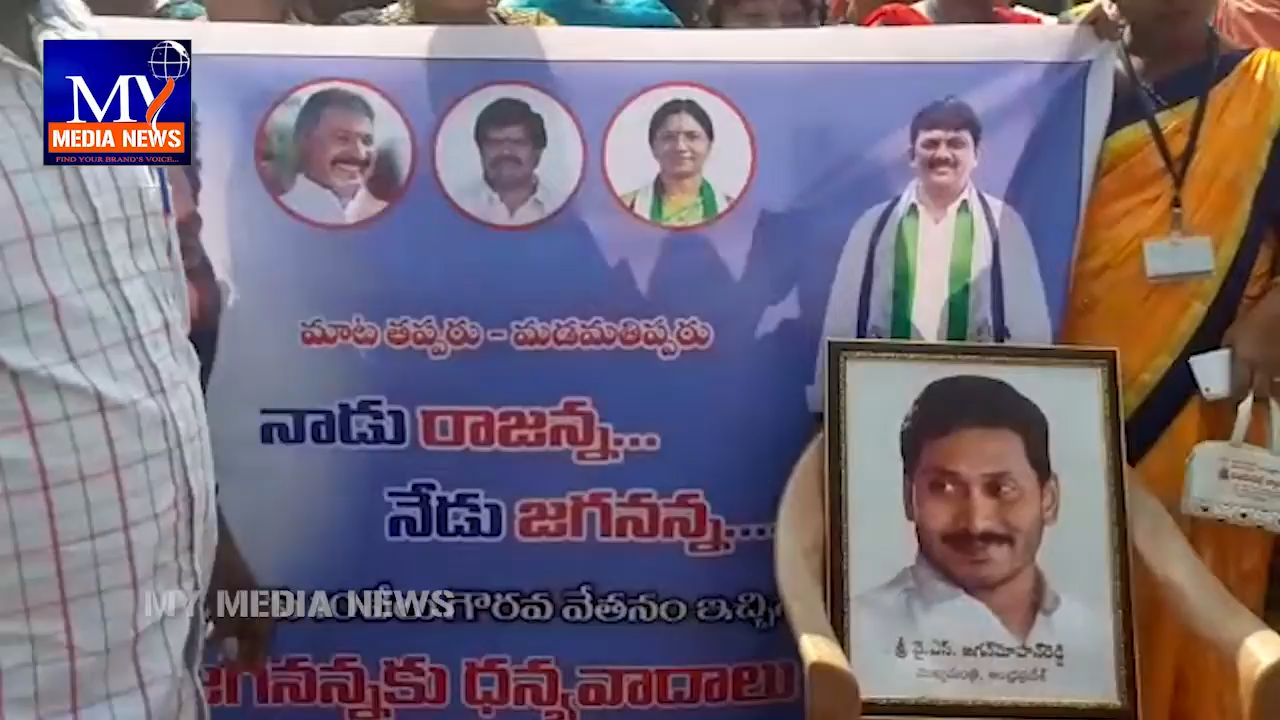 MY
MEDIA NEWS
FIND YOUR BRAND'S VOICE...
మాట తప్పరు - మడమతిప్పరు
నాడు రాజన్న...
నేడు జగనన్న....
MY MEDIA NEWS
గౌరవ వేతనం ఇచ్చిన
జగనన్నకు ధన్యవాదాలు
శ్రీ వై.ఎస్. జగన్‌మోహన్‌రెడ్డి
ముఖ్యమంత్రి, ఆంధ్రప్రదేశ్